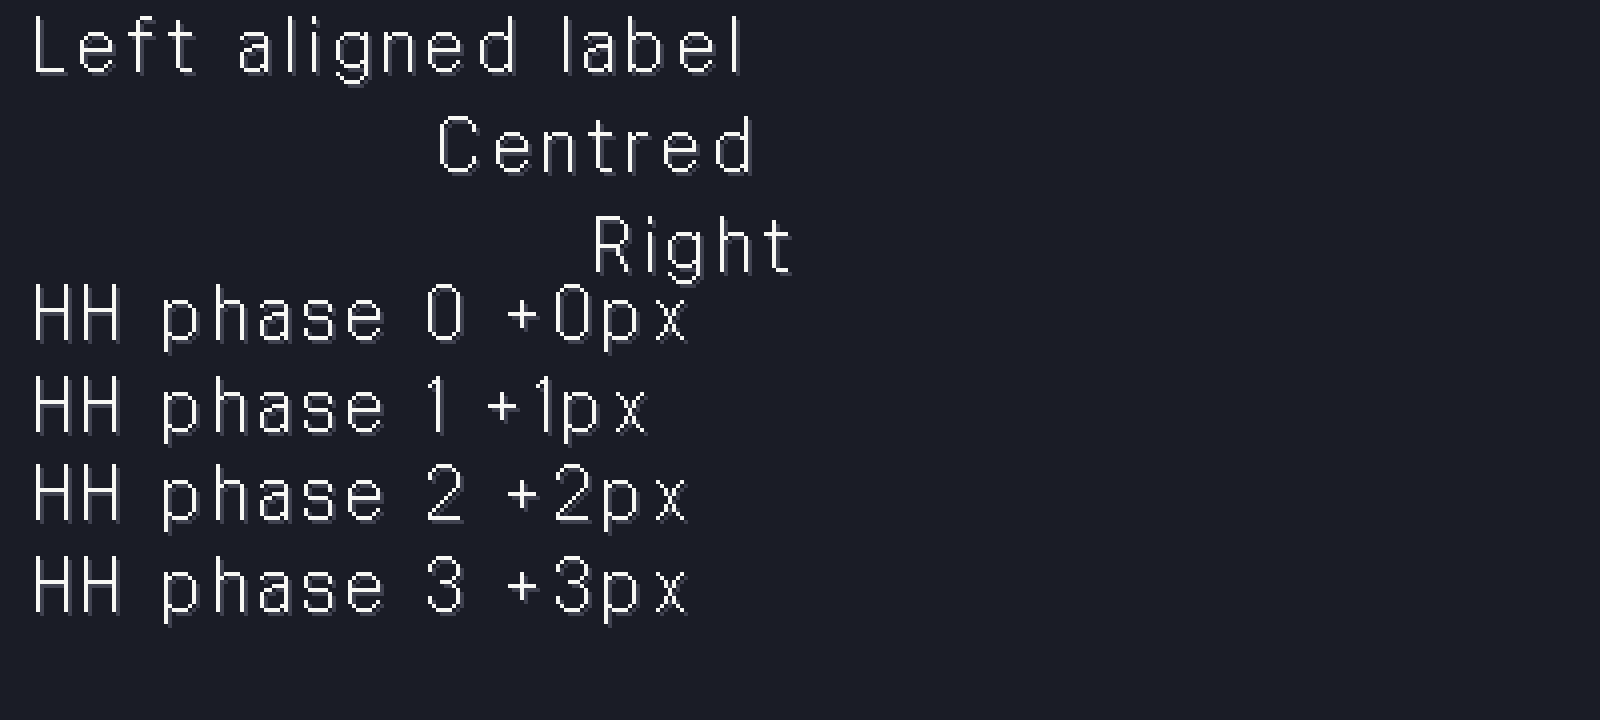 Left aligned label
Centred
Right
HH phase 0 +0px
HH phase 1 +1px
HH phase 2 +2px
HH phase 3 +3px